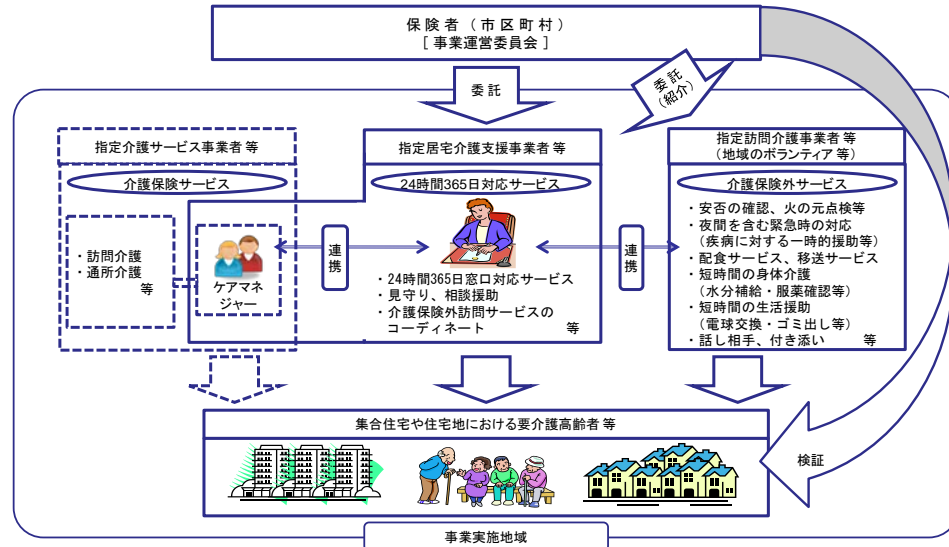 保険者（市区町村）
[ 事業運営委員会 ]
委託
委託
（紹介）
指定介護サービス事業者 等
介護保険サービス
・訪問介護
・通所介護
等
ケアマネ
ジャー
連携
指定居宅介護支援事業者 等
24時間365日対応サービス
・24時間365日窓口対応サービス
・見守り、相談援助
・介護保険外訪問サービスの
コーディネート　等
連携
指定訪問介護事業者 等
（地域のボランティア 等）
介護保険外サービス
・安否の確認、火の元点検等
・夜間を含む緊急時の対応
（疾病に対する一時的援助等）
・配食サービス、移送サービス
・短時間の身体介護
（水分補給・服薬確認等）
・短時間の生活援助
（電球交換・ゴミ出し等）
・話し相手、付き添い　等
集合住宅や住宅地における要介護高齢者 等
検証
事業実施地域